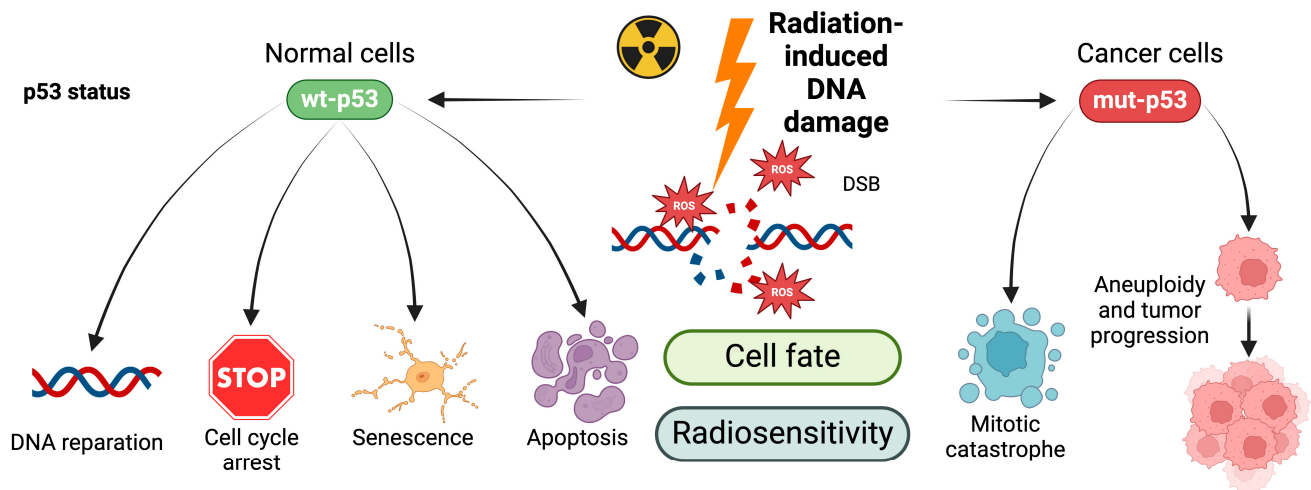 Normal cells
Radiation-
induced
DNA
damage
Cancer cells
p53 status
wt-p53
mut-p53
ROS
DSB
ROS
ROS
Aneuploidy
and tumor
progression
Cell fate
STOP
Radiosensitivity
DNA reparation
Cell cycle
arrest
Senescence
Apoptosis
Mitotic
catastrophe